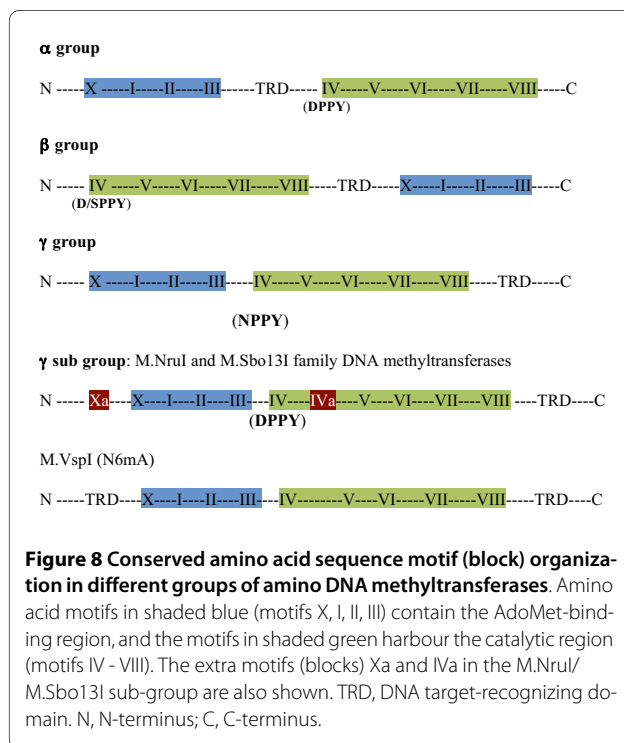 α group
N -----X -----I-----II-----III------TRD----- IV-----V-----VI-----VII-----VIII-----C
(DPPY)
β group
N ----- IV -----V-----VI-----VII-----VIII-----TRD-----X-----I-----II-----III-----C
(D/SPPY)
γ group
N ----- X -----I-----II-----III-----IV-----V-----VI-----VII-----VIII-----TRD-----C
(NPPY)
γ sub group: M.NruI and M.Sbo13I family DNA methyltransferases
N -----Xa----X----I----II----III----IV----IVa----V----VI----VII----VIII ----TRD----C
(DPPY)
M.VspI (N6mA)
N -----TRD----X----I----II----III----IV--------V----VI----VII----VIII-----TRD----C
Figure 8 Conserved amino acid sequence motif (block) organiza-
tion in different groups of amino DNA methyltransferases. Amino
acid motifs in shaded blue (motifs X, I, II, III) contain the AdoMet-bind-
ing region, and the motifs in shaded green harbour the catalytic region
(motifs IV - VIII). The extra motifs (blocks) Xa and IVa in the M.NruI/
M.Sbo13I sub-group are also shown. TRD, DNA target-recognizing do-
main. N, N-terminus; C, C-terminus.